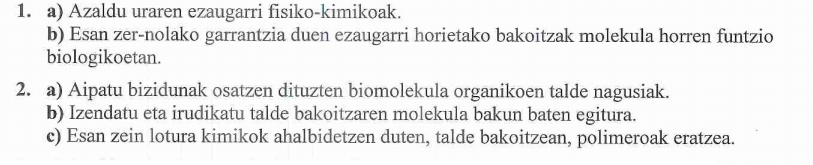 1. a) Azaldu uraren ezaugarri fisiko-kimikoak.
b) Esan zer-nolako garrantzia duen ezaugarri horietako bakoitzak molekula horren funtzio
biologikoetan.
2. a) Aipatu bizidunak osatzen dituzten biomolekula organikoen talde nagusiak.
b) Izendatu eta irudikatu talde bakoitzaren molekula bakun baten egitura.
c) Esan zein lotura kimikok ahalbidetzen duten, talde bakoitzean, polimeroak eratzea.